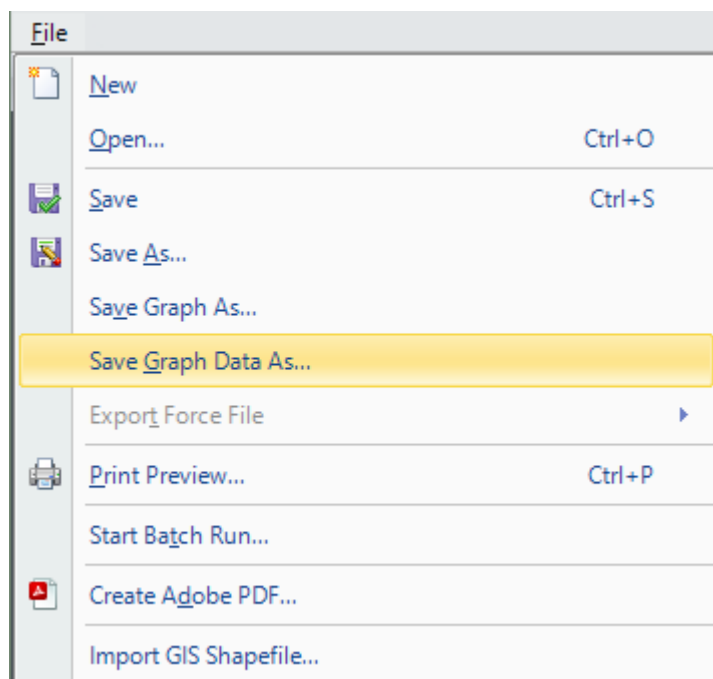 File
New
Open... Ctrl+O
Save Ctrl+S
Save As...
Save Graph As...
Save Graph Data As...
Export Force File
Print Preview... Ctrl+P
Start Batch Run...
Create Adobe PDF...
Import GIS Shapefile...